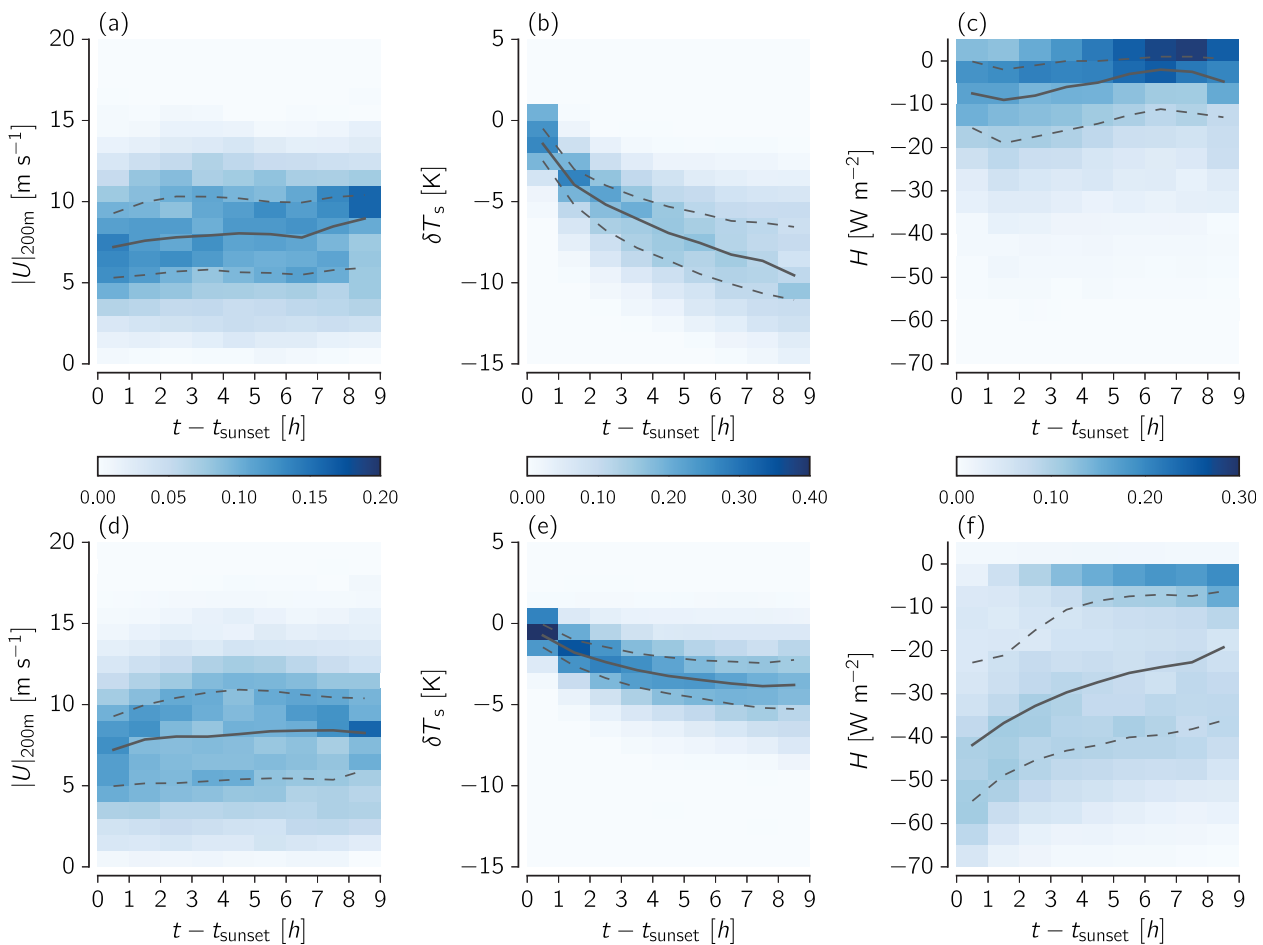 (a) (b) (c)
20 15 10 5 0
|U|200m [m s−1]
0 1 2 3 4 5 6 7 8 9
t − tsunset [h]
5 0 −5 −10 −15
δTs [K]
0 1 2 3 4 5 6 7 8 9
t − tsunset [h]
0 −10 −20 −30 −40 −50 −60 −70
H [W m−2]
0 1 2 3 4 5 6 7 8 9
t − tsunset [h]
0.00 0.05 0.10 0.15 0.20
0.00 0.10 0.20 0.30 0.40
0.00 0.10 0.20 0.30
(d) (e) (f)
20 15 10 5 0
|U|200m [m s−1]
0 1 2 3 4 5 6 7 8 9
t − tsunset [h]
5 0 −5 −10 −15
δTs [K]
0 1 2 3 4 5 6 7 8 9
t − tsunset [h]
0 −10 −20 −30 −40 −50 −60 −70
H [W m−2]
0 1 2 3 4 5 6 7 8 9
t − tsunset [h]